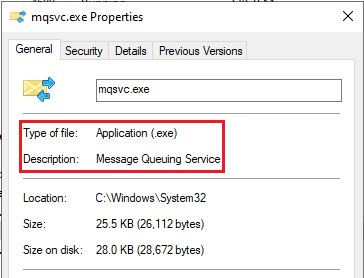 mqsvc.exe Properties
General Security Details Previous Versions
mqsvc.exe
Type of file: Application (.exe)
Description: Message Queuing Service
Location: C:\Windows\System32
Size: 25.5 KB (26,112 bytes)
Size on disk: 28.0 KB (28,672 bytes)